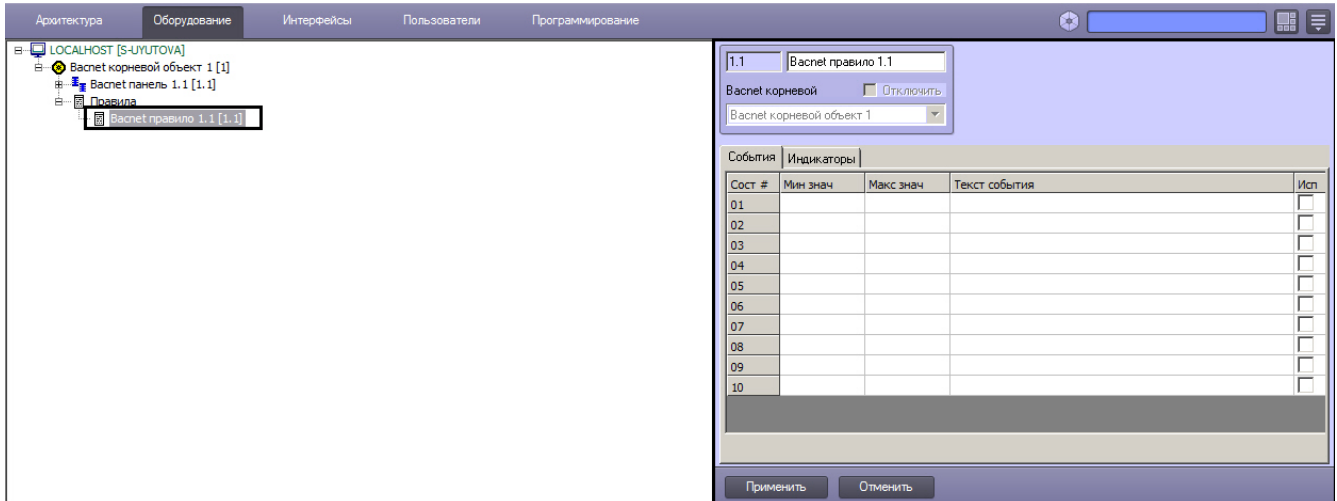 Архитектура Оборудование Интерфейсы Пользователи Программирование
LOCALHOST [S-UYUTOVA]
Bacnet корневой объект 1 [1]
Bacnet панель 1.1 [1.1]
Правила
Bacnet правило 1.1 [1.1]
1.1 Bacnet правило 1.1
Bacnet корневой Отключить
Bacnet корневой объект 1
События Индикаторы
Сост # Мин знач Макс знач Текст события Исп
01
02
03
04
05
06
07
08
09
10
Применить Отменить